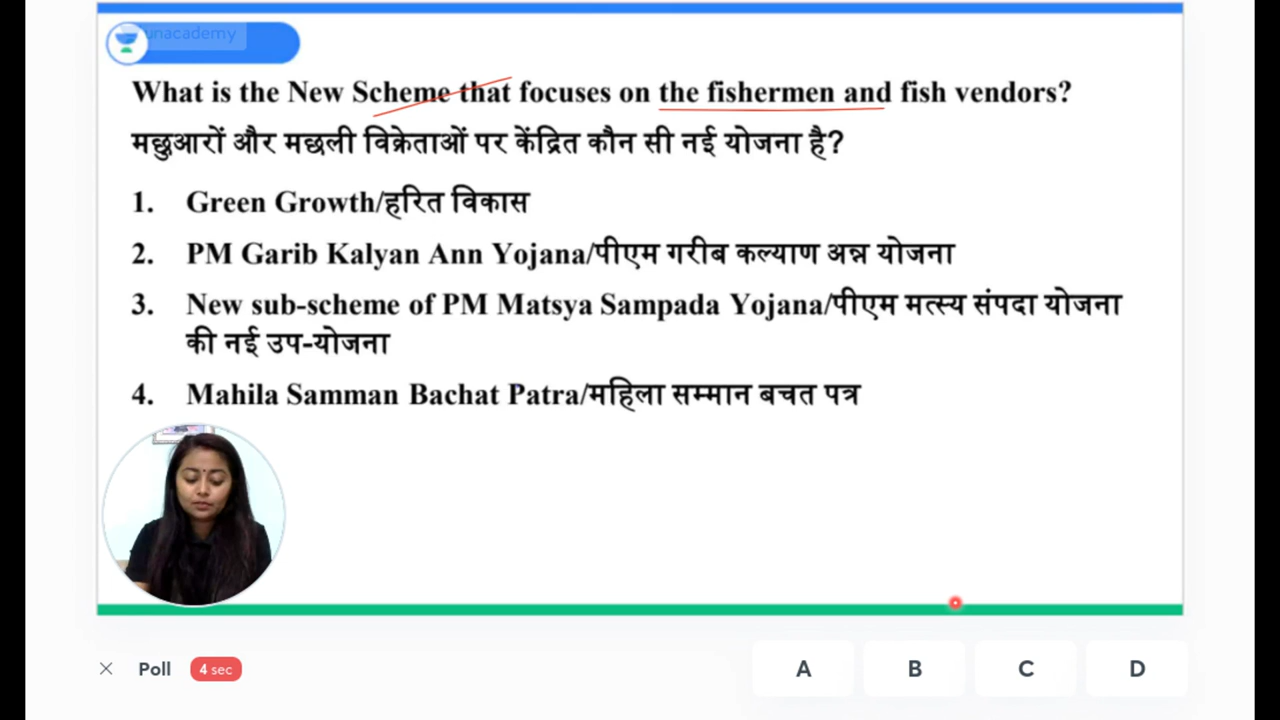 unacademy
What is the New Scheme that focuses on the fishermen and fish vendors?
मछुआरों और मछली विक्रेताओं पर केंद्रित कौन सी नई योजना है?
1. Green Growth/हरित विकास
2. PM Garib Kalyan Ann Yojana/पीएम गरीब कल्याण अन्न योजना
3. New sub-scheme of PM Matsya Sampada Yojana/पीएम मत्स्य संपदा योजना
की नई उप-योजना
4. Mahila Samman Bachat Patra/महिला सम्मान बचत पत्र
Poll 4 sec A B C D